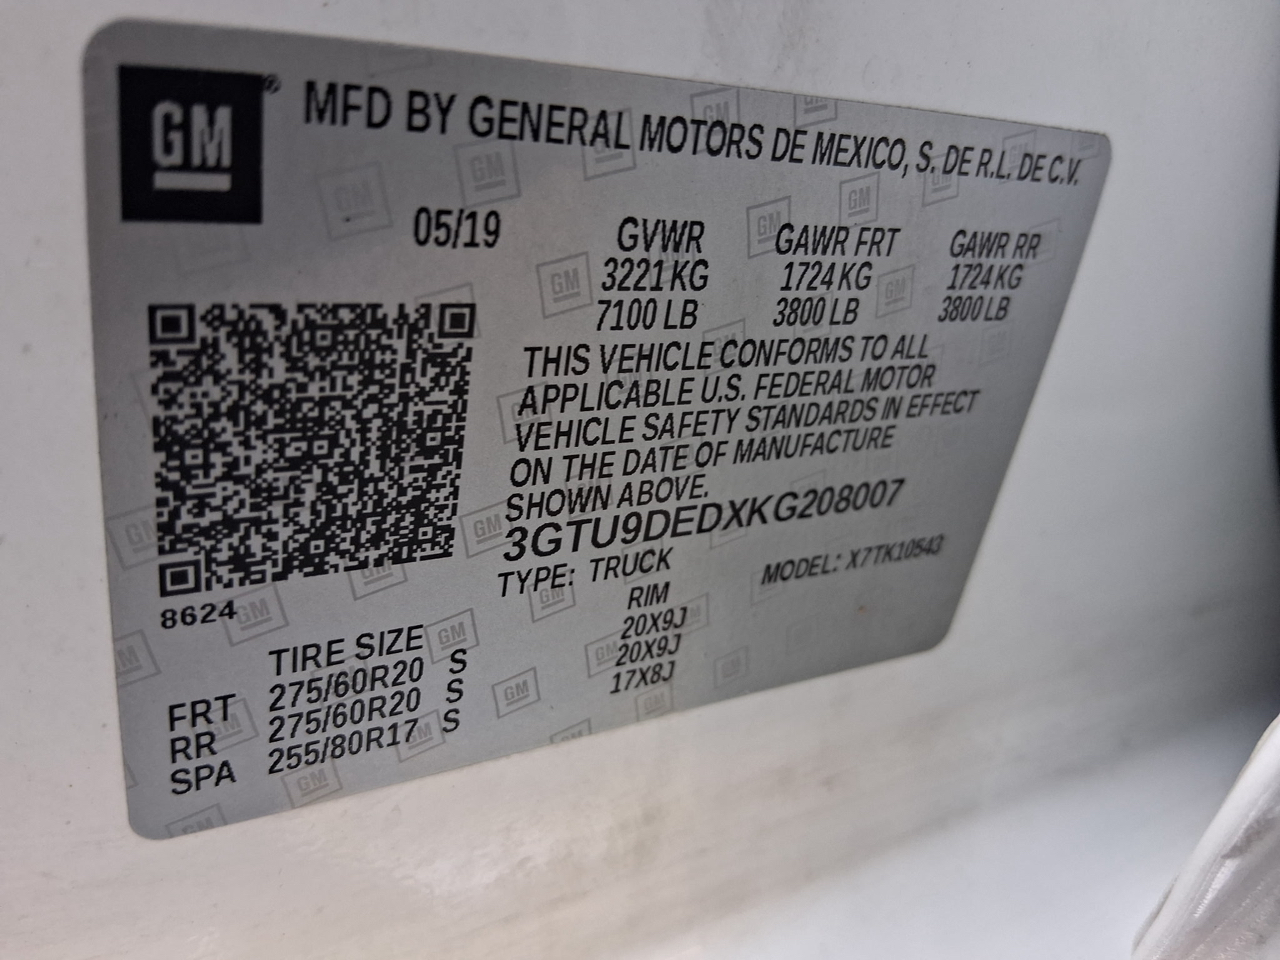 GM
MFD BY GENERAL MOTORS DE MEXICO, S. DE R.L. DE C.V.
05/19 GVWR GAWR FRT GAWR RR
3221 KG 1724 KG 1724 KG
7100 LB 3800 LB 3800 LB
THIS VEHICLE CONFORMS TO ALL
APPLICABLE U.S. FEDERAL MOTOR
VEHICLE SAFETY STANDARDS IN EFFECT
ON THE DATE OF MANUFACTURE
SHOWN ABOVE.
3GTU9DEDXKG208007
TYPE: TRUCK MODEL: X7TK10543
8624
TIRE SIZE RIM
FRT 275/60R20 S 20X9J
RR 275/60R20 S 20X9J
SPA 255/80R17 S 17X8J